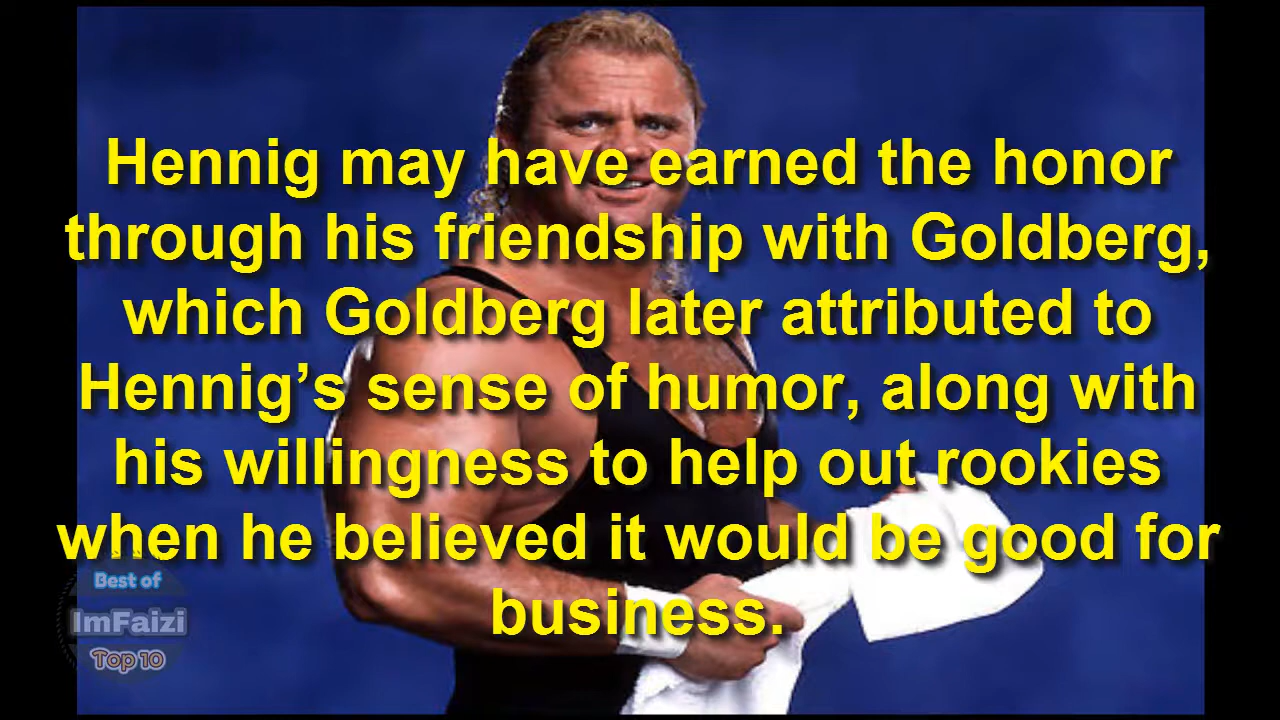 Hennig may have earned the honor
through his friendship with Goldberg,
which Goldberg later attributed to
Hennig’s sense of humor, along with
his willingness to help out rookies
when he believed it would be good for
business.
Best of
ImFaizi
Top 10